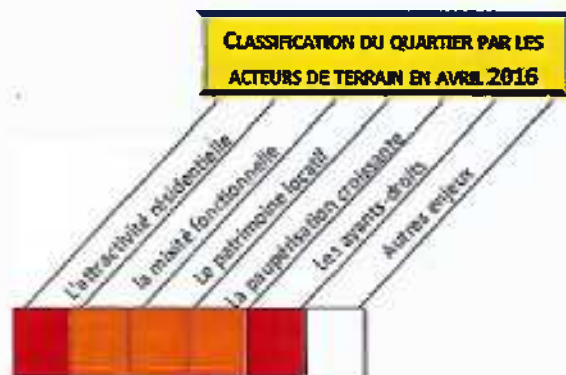 CLASSIFICATION DU QUARTIER PAR LES
ACTEURS DE TERRAIN EN AVRIL 2016
L'attractivité résidentielle
la mixité fonctionnelle
Le patrimoine locatif
La paupérisation croissante
Les ayants-droits
Autres enjeux